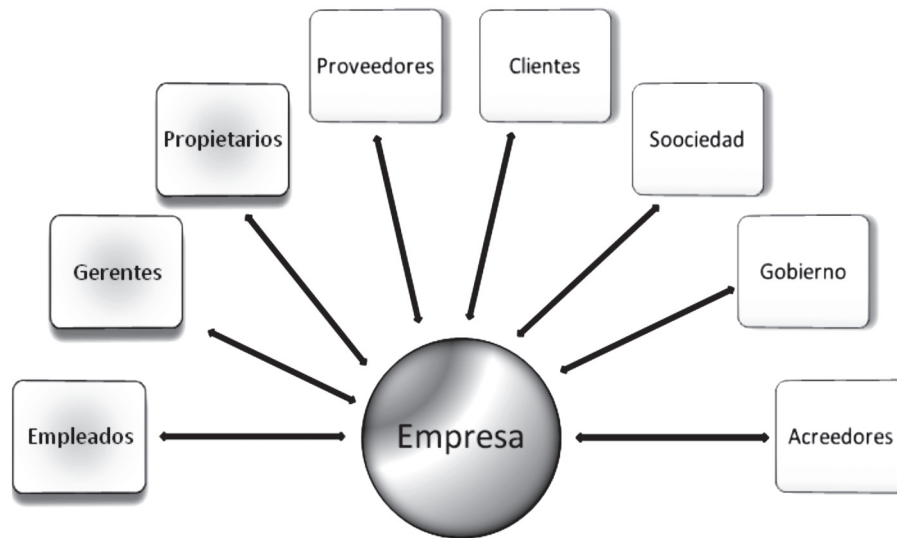 Proveedores
Clientes
Propietarios
Soociedad
Gerentes
Gobierno
Empleados
Empresa
Acreedores